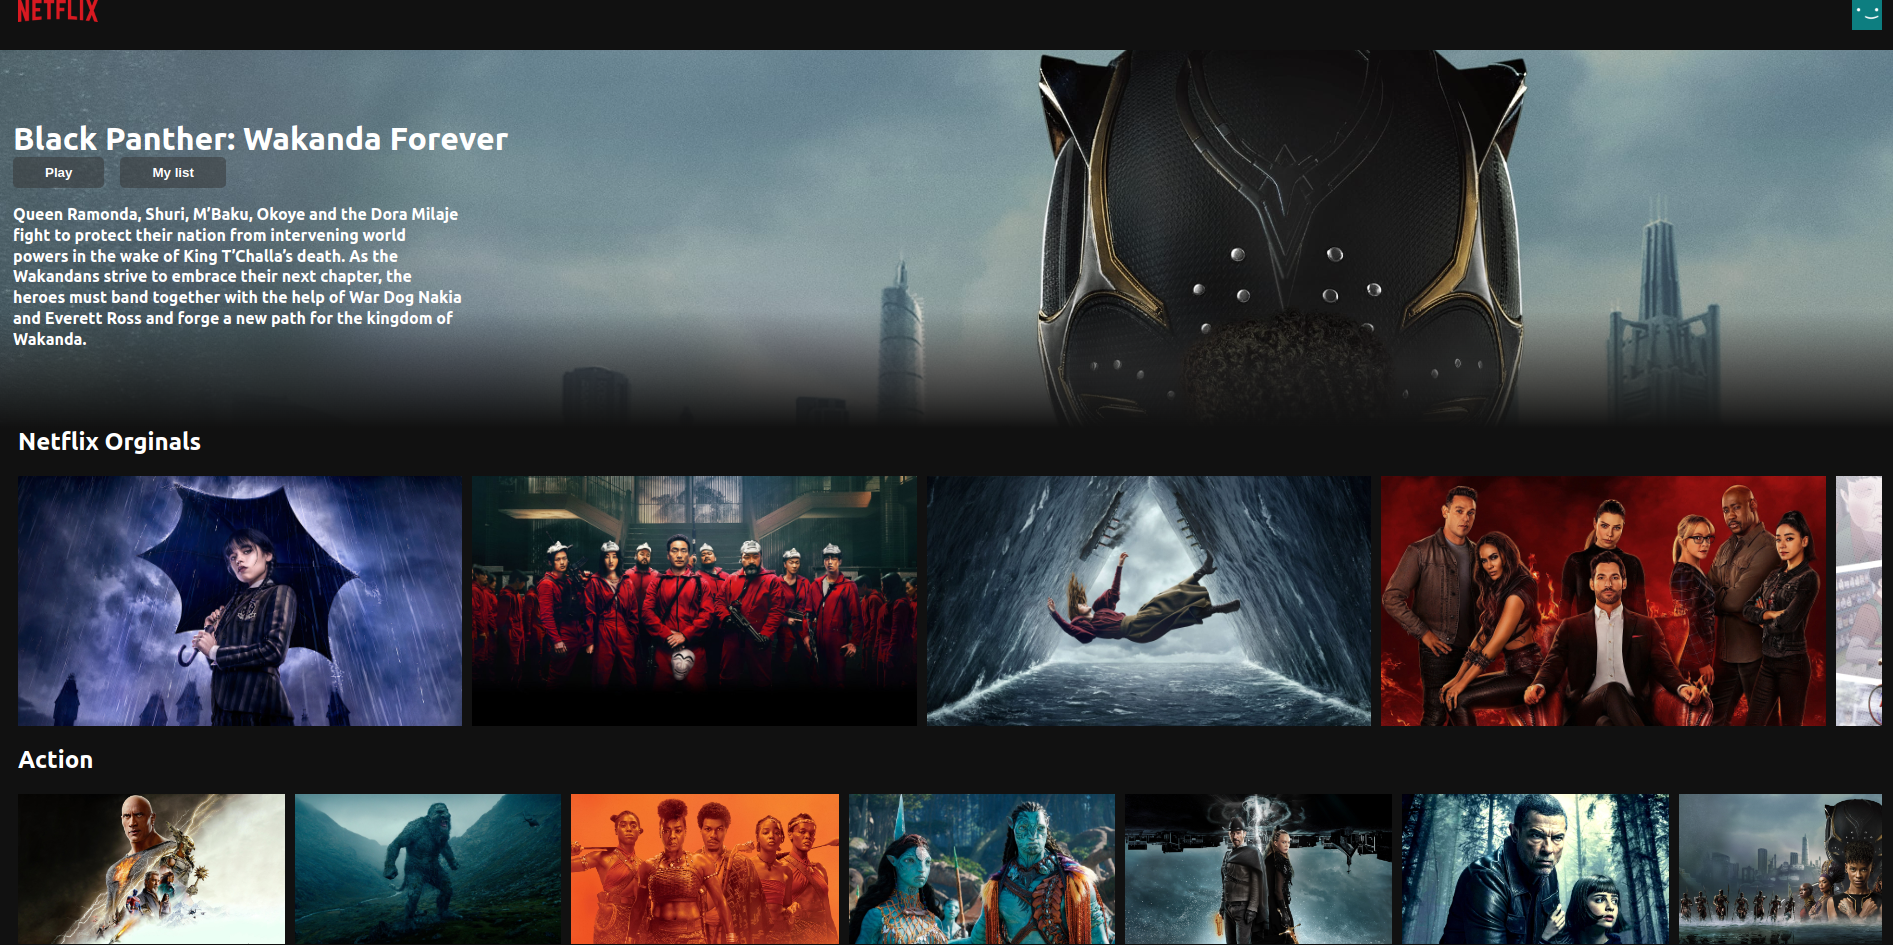 NETFLIX
Black Panther: Wakanda Forever
Play
My list
Queen Ramonda, Shuri, M’Baku, Okoye and the Dora Milaje
fight to protect their nation from intervening world
powers in the wake of King T’Challa’s death. As the
Wakandans strive to embrace their next chapter, the
heroes must band together with the help of War Dog Nakia
and Everett Ross and forge a new path for the kingdom of
Wakanda.
Netflix Orginals
Action